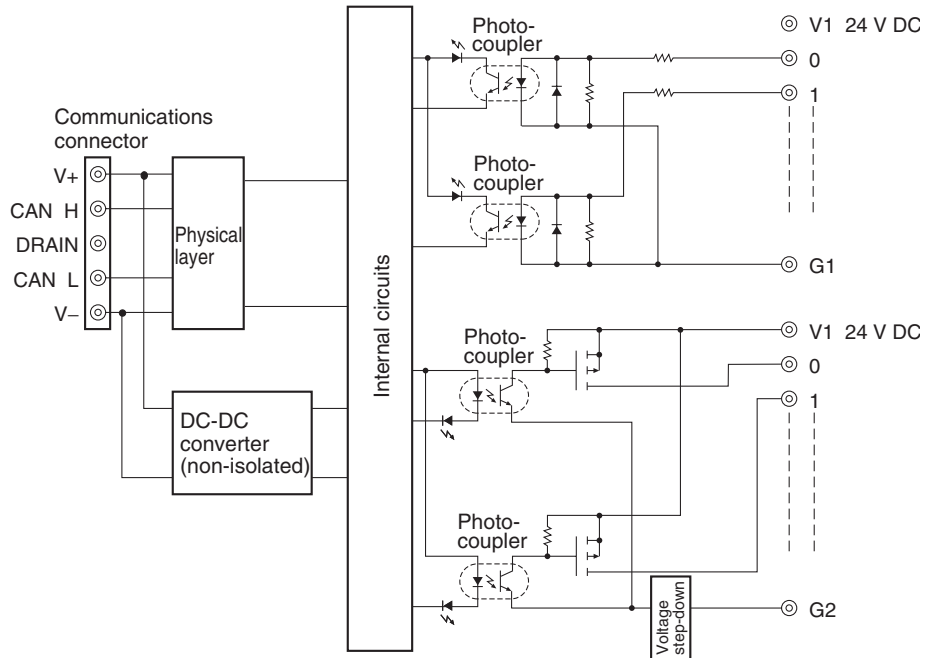 Communications
connector
V+
CAN H
DRAIN
CAN L
V−
Physical
layer
DC-DC
converter
(non-isolated)
Internal circuits
Photo-
coupler
Photo-
coupler
V1 24 V DC
0
1
G1
Photo-
coupler
Photo-
coupler
V1 24 V DC
0
1
Voltage
step-down
G2